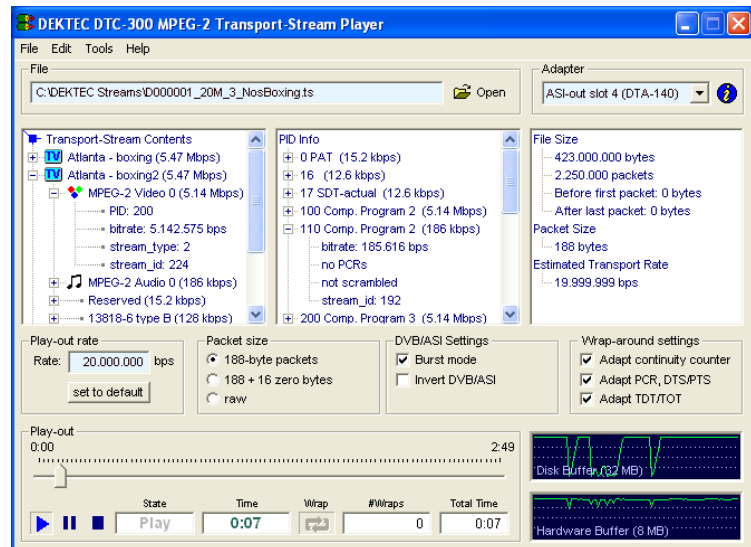 DEKTEC DTC-300 MPEG-2 Transport-Stream Player
File Edit Tools Help
File
C:\DEKTEC Streams\D000001_20M_3_NosBoxing.ts
Open
Adapter
ASI-out slot 4 (DTA-140)
Transport-Stream Contents
TV Atlanta - boxing (5.47 Mbps)
TV Atlanta - boxing2 (5.47 Mbps)
MPEG-2 Video 0 (5.14 Mbps)
PID: 200
bitrate: 5.142.575 bps
stream_type: 2
stream_id: 224
MPEG-2 Audio 0 (186 kbps)
Reserved (15.2 kbps)
13818-6 type B (128 kbps)
PID Info
0 PAT (15.2 kbps)
16 (12.6 kbps)
17 SDT-actual (12.6 kbps)
100 Comp. Program 2 (5.14 Mbps)
110 Comp. Program 2 (186 kbps)
bitrate: 185.616 bps
no PCRs
not scrambled
stream_id: 192
200 Comp. Program 3 (5.14 Mbps)
File Size
423.000.000 bytes
2.250.000 packets
Before first packet: 0 bytes
After last packet: 0 bytes
Packet Size
188 bytes
Estimated Transport Rate
19.999.999 bps
Play-out rate
Rate: 20.000.000 bps
set to default
Packet size
188-byte packets
188 + 16 zero bytes
raw
DVB/ASI Settings
Burst mode
Invert DVB/ASI
Wrap-around settings
Adapt continuity counter
Adapt PCR, DTS/PTS
Adapt TDT/TOT
Play-out
0:00 2:49
State Time Wrap #Wraps Total Time
Play 0:07 0 0:07
Disk Buffer (32 MB)
Hardware Buffer (8 MB)